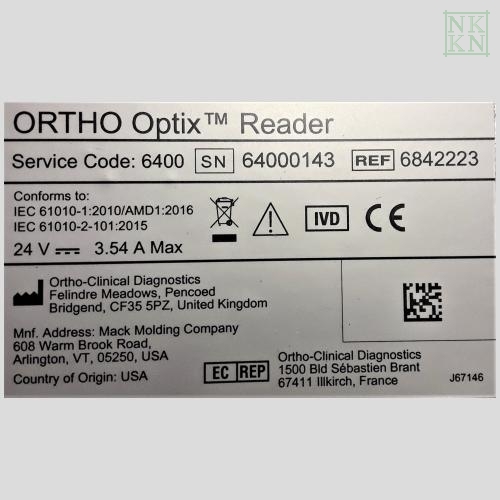 NK
KN
ORTHO Optix™ Reader
Service Code: 6400 SN 64000143 REF 6842223
Conforms to:
IEC 61010-1:2010/AMD1:2016
IEC 61010-2-101:2015
IVD CE
24 V 3.54 A Max
Ortho-Clinical Diagnostics
Felindre Meadows, Pencoed
Bridgend, CF35 5PZ, United Kingdom
Mnf. Address: Mack Molding Company
608 Warm Brook Road,
Arlington, VT, 05250, USA
Country of Origin: USA
EC REP
Ortho-Clinical Diagnostics
1500 Bld Sébastien Brant
67411 Illkirch, France
J67146